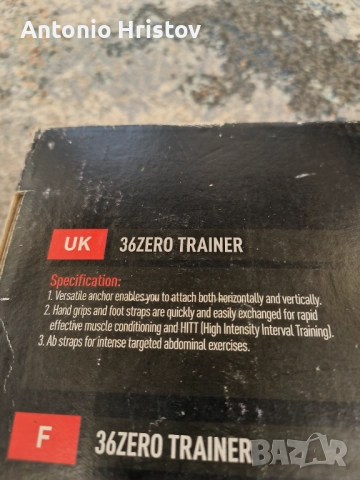 Antonio Hristov
UK 36ZERO TRAINER
Specification:
1. Versatile anchor enables you to attach both horizontally and vertically.
2. Hand grips and foot straps are quickly and easily exchanged for rapid
effective muscle conditioning and HITT (High Intensity Interval Training).
3. Ab straps for intense targeted abdominal exercises.
F 36ZERO TRAINER
BAZAR